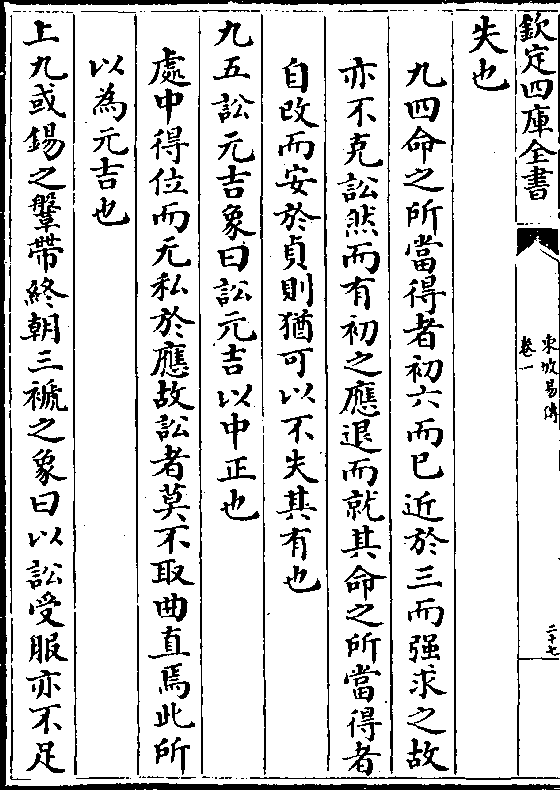 欽定四庫全書
東坡易傳
卷一
二十七
失也
九四命之所當得者初六而已近於三而强求之故
亦不克訟然而有初之應退而就其命之所當得者
自改而安於貞則猶可以不失其有也
九五訟元吉象曰訟元吉以中正也
處中得位而无私於應故訟者莫不取曲直焉此所
以為元吉也
上九或錫之鞶帶終朝三褫之象曰以訟受服亦不足